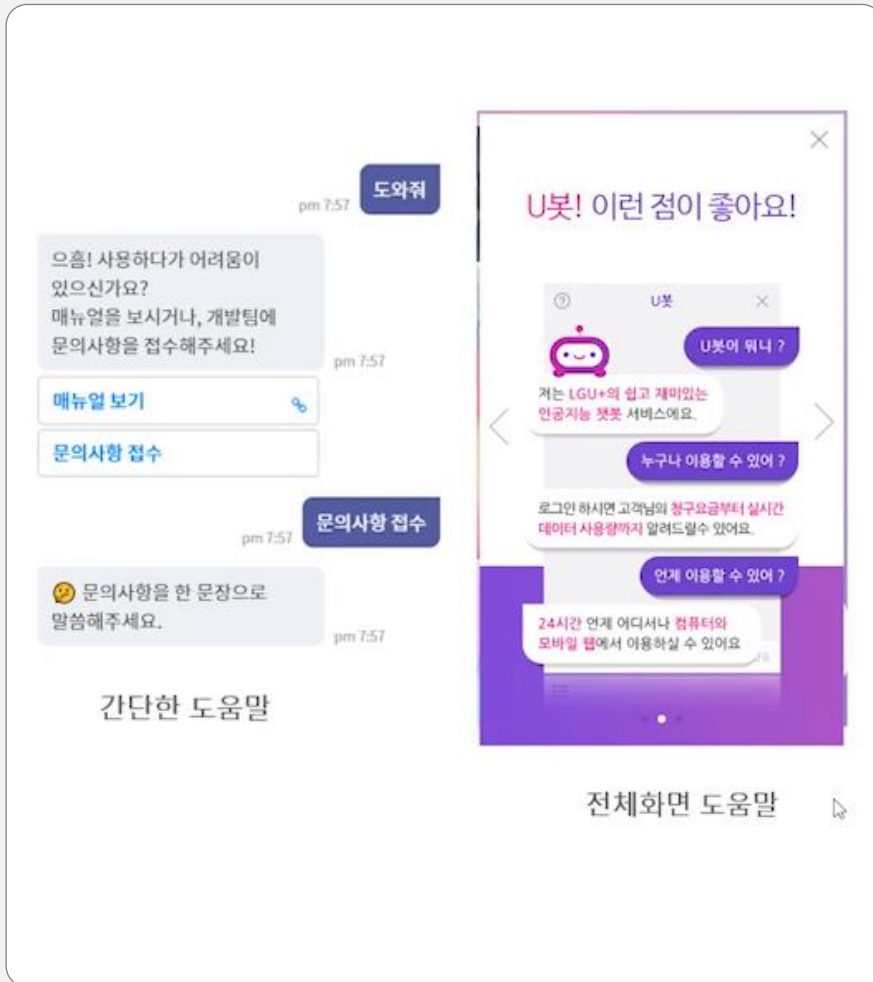 도와줘
pm 7:57
으흠! 사용하다가 어려움이
있으신가요?
매뉴얼을 보시거나, 개발팀에
문의사항을 접수해주세요!
pm 7:57
매뉴얼 보기
문의사항 접수
문의사항 접수
pm 7:57
문의사항을 한 문장으로
말씀해주세요.
pm 7:57
간단한 도움말
U봇! 이런 점이 좋아요!
U봇
U봇이 뭐니 ?
저는 LGU+의 쉽고 재미있는
인공지능 챗봇 서비스에요.
누구나 이용할 수 있어 ?
로그인 하시면 고객님의 청구요금부터 실시간
데이터 사용량까지 알려드릴수 있어요.
언제 이용할 수 있어 ?
24시간 언제 어디서나 컴퓨터와
모바일 웹에서 이용하실 수 있어요
전체화면 도움말